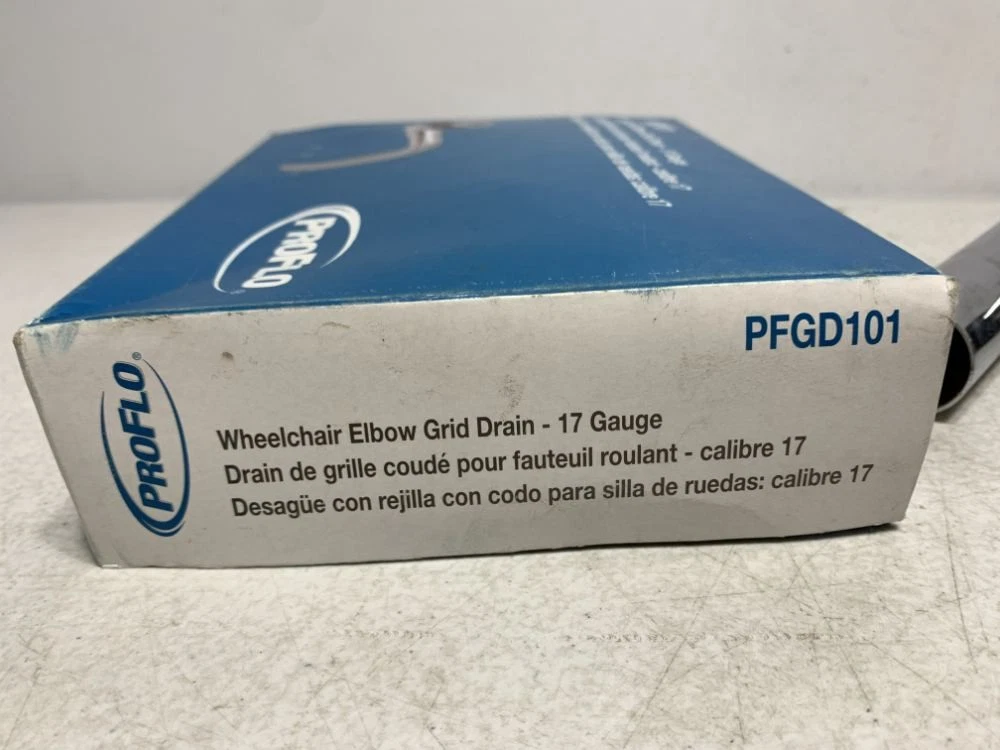 PROFLO®
PFGD101
PROFLO®
Wheelchair Elbow Grid Drain - 17 Gauge
Drain de grille coudé pour fauteuil roulant - calibre 17
Desagüe con rejilla con codo para silla de ruedas: calibre 17